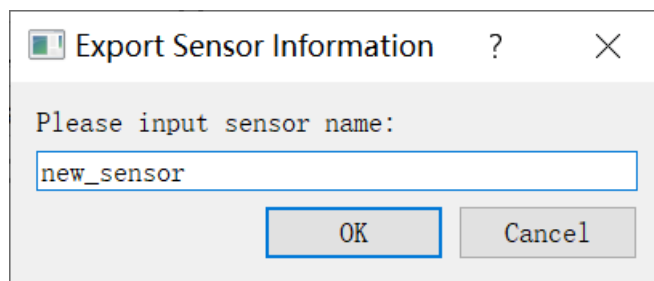 Export Sensor Information ?
Please input sensor name:
new_sensor
OK Cancel